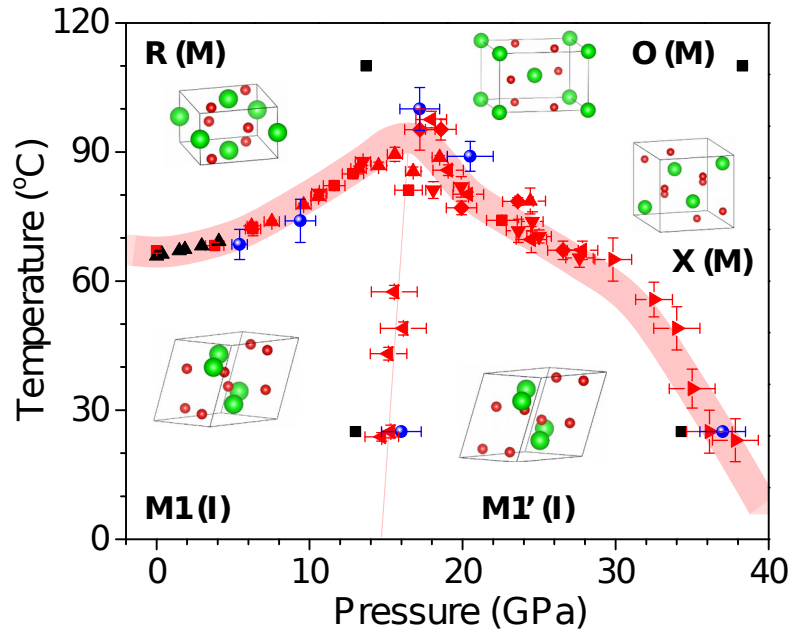 120
90
60
30
0
Temperature (°C)
R (M)
O (M)
X (M)
M1 (I)
M1' (I)
0
10
20
30
40
Pressure (GPa)